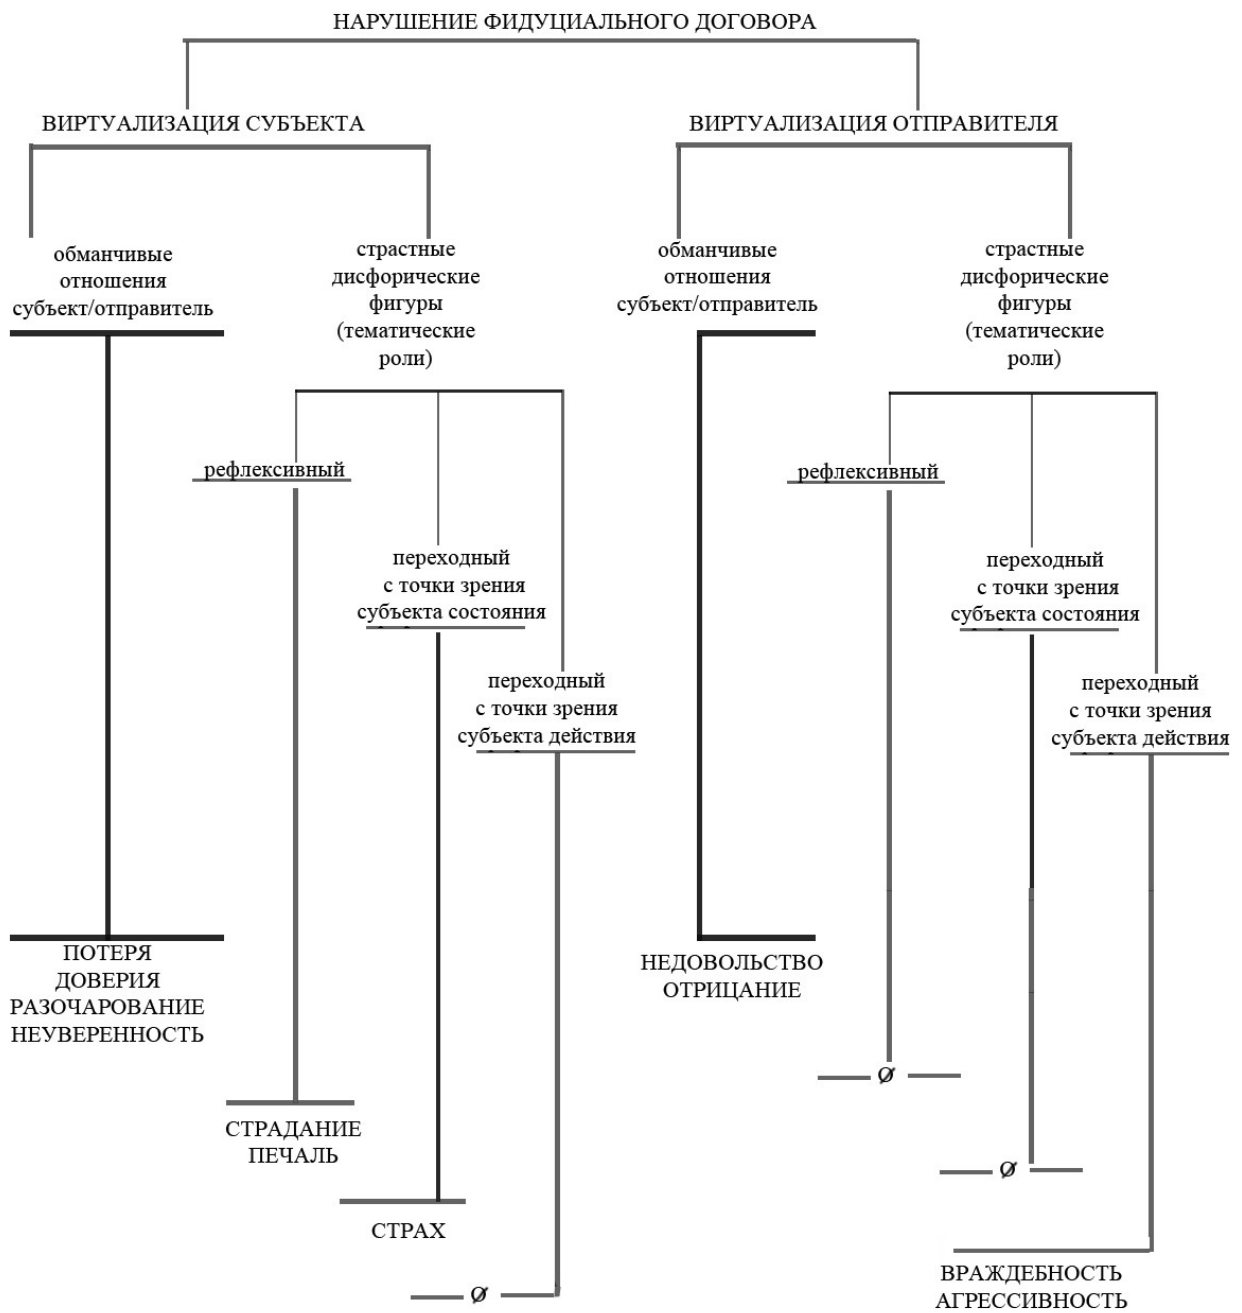 НАРУШЕНИЕ ФИДУЦИАЛЬНОГО ДОГОВОРА
ВИРТУАЛИЗАЦИЯ СУБЪЕКТА
ВИРТУАЛИЗАЦИЯ ОТПРАВИТЕЛЯ
обманчивые
отношения
субъект/отправитель
страстные
дисфорические
фигуры
(тематические
роли)
обманчивые
отношения
субъект/отправитель
страстные
дисфорические
фигуры
(тематические
роли)
рефлексивный
переходный
с точки зрения
субъекта состояния
переходный
с точки зрения
субъекта действия
рефлексивный
переходный
с точки зрения
субъекта состояния
переходный
с точки зрения
субъекта действия
ПОТЕРЯ
ДОВЕРИЯ
РАЗОЧАРОВАНИЕ
НЕУВЕРЕННОСТЬ
СТРАДАНИЕ
ПЕЧАЛЬ
СТРАХ
Ø
НЕДОВОЛЬСТВО
ОТРИЦАНИЕ
Ø
Ø
ВРАЖДЕБНОСТЬ
АГРЕССИВНОСТЬ